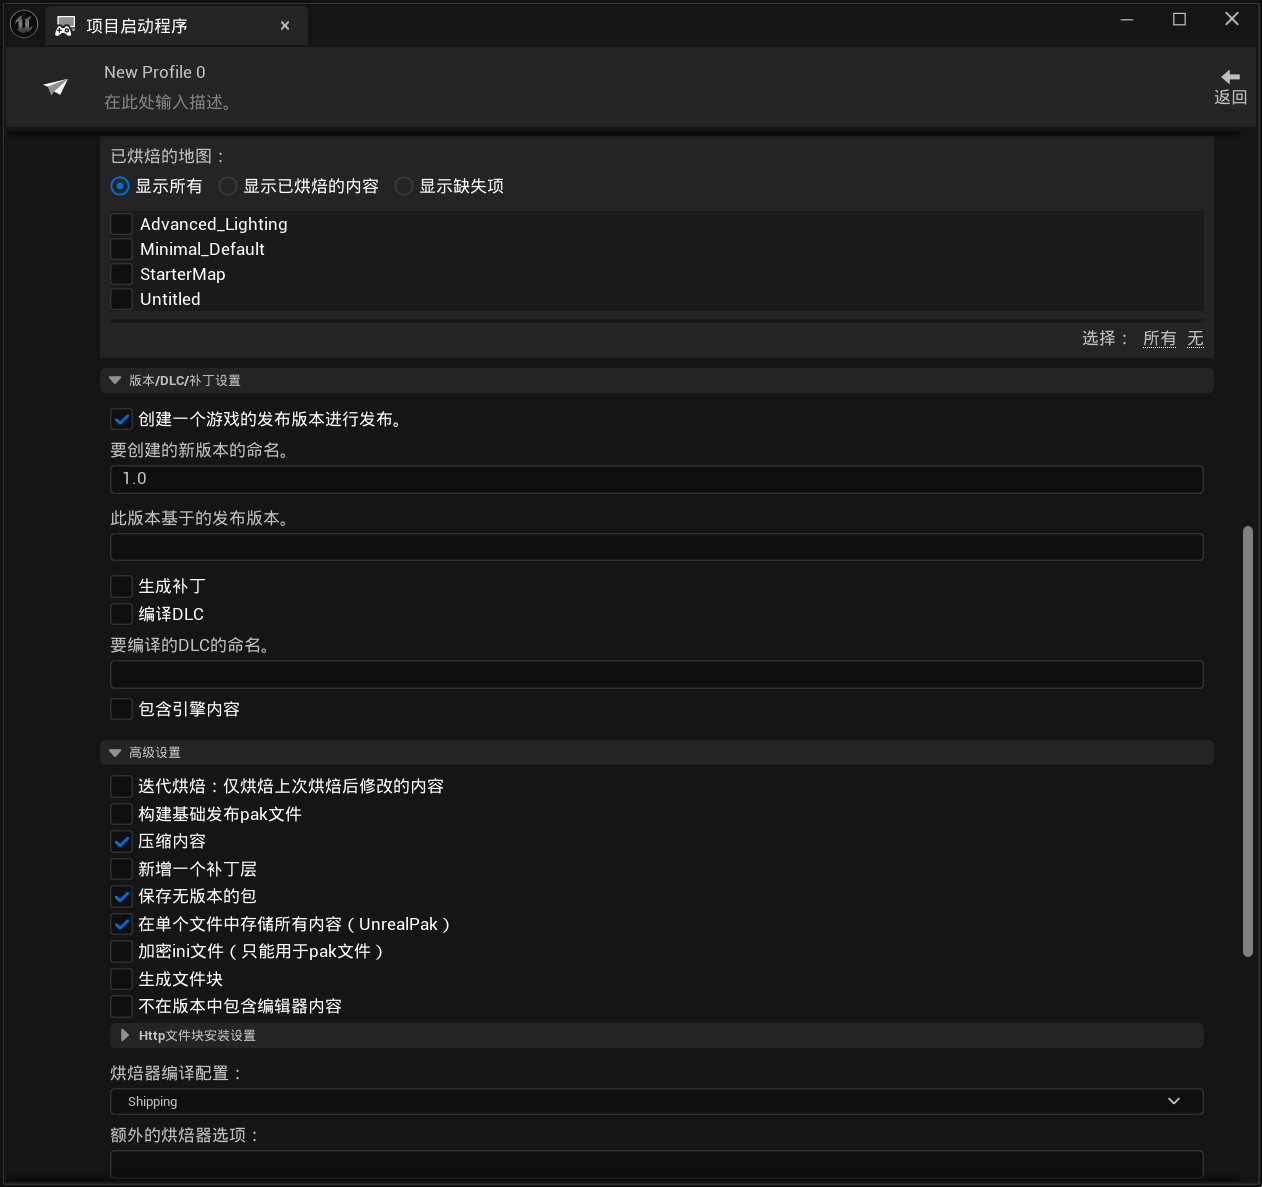 项目启动程序
New Profile 0
在此处输入描述。
返回
已烘焙的地图：
显示所有 显示已烘焙的内容 显示缺失项
Advanced_Lighting
Minimal_Default
StarterMap
Untitled
选择： 所有 无
版本/DLC/补丁设置
创建一个游戏的发布版本进行发布。
要创建的新版本的命名。
1.0
此版本基于的发布版本。
生成补丁
编译DLC
要编译的DLC的命名。
包含引擎内容
高级设置
迭代烘焙：仅烘焙上次烘焙后修改的内容
构建基础发布pak文件
压缩内容
新增一个补丁层
保存无版本的包
在单个文件中存储所有内容（UnrealPak）
加密ini文件（只能用于pak文件）
生成文件块
不在版本中包含编辑器内容
Http文件块安装设置
烘焙器编译配置：
Shipping
额外的烘焙器选项：